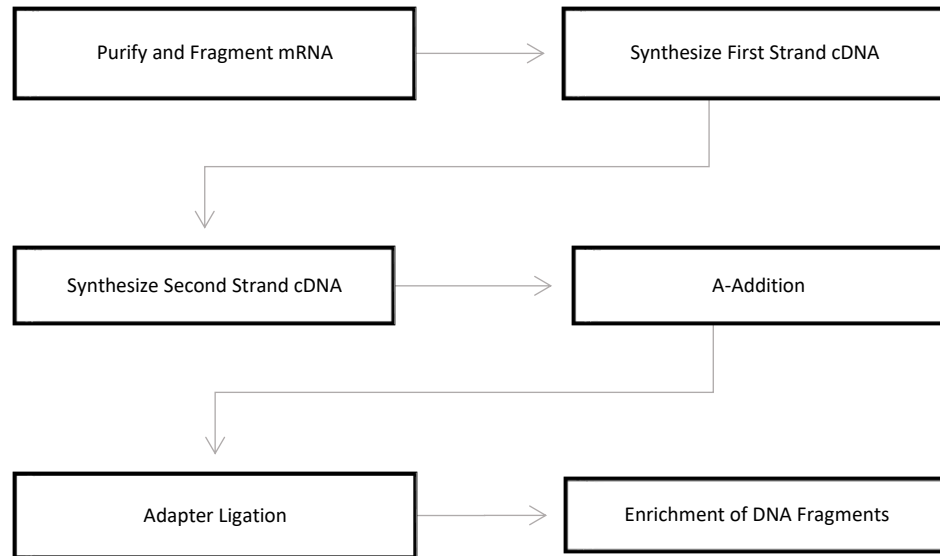 Purify and Fragment mRNA
Synthesize First Strand cDNA
Synthesize Second Strand cDNA
A-Addition
Adapter Ligation
Enrichment of DNA Fragments